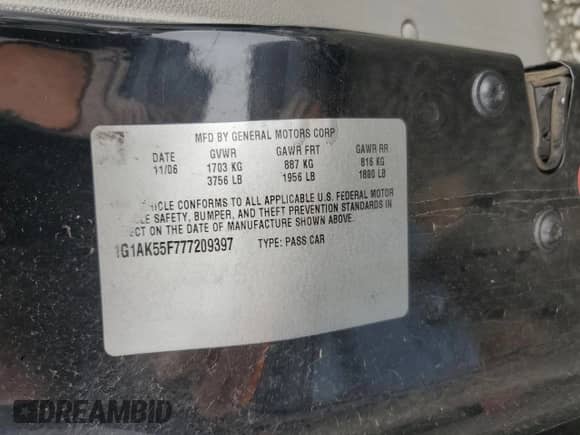 MFD BY GENERAL MOTORS CORP
DATE GVWR GAWR FRT GAWR RR
11/06 1703 KG 887 KG 816 KG
3756 LB 1956 LB 1800 LB
VEHICLE CONFORMS TO ALL APPLICABLE U.S. FEDERAL MOTOR
SAFETY, BUMPER, AND THEFT PREVENTION STANDARDS IN
ON THE DATE OF MANUFACTURE SHOWN ABOVE.
1G1AK55F777209397 TYPE: PASS CAR
DREAMBID